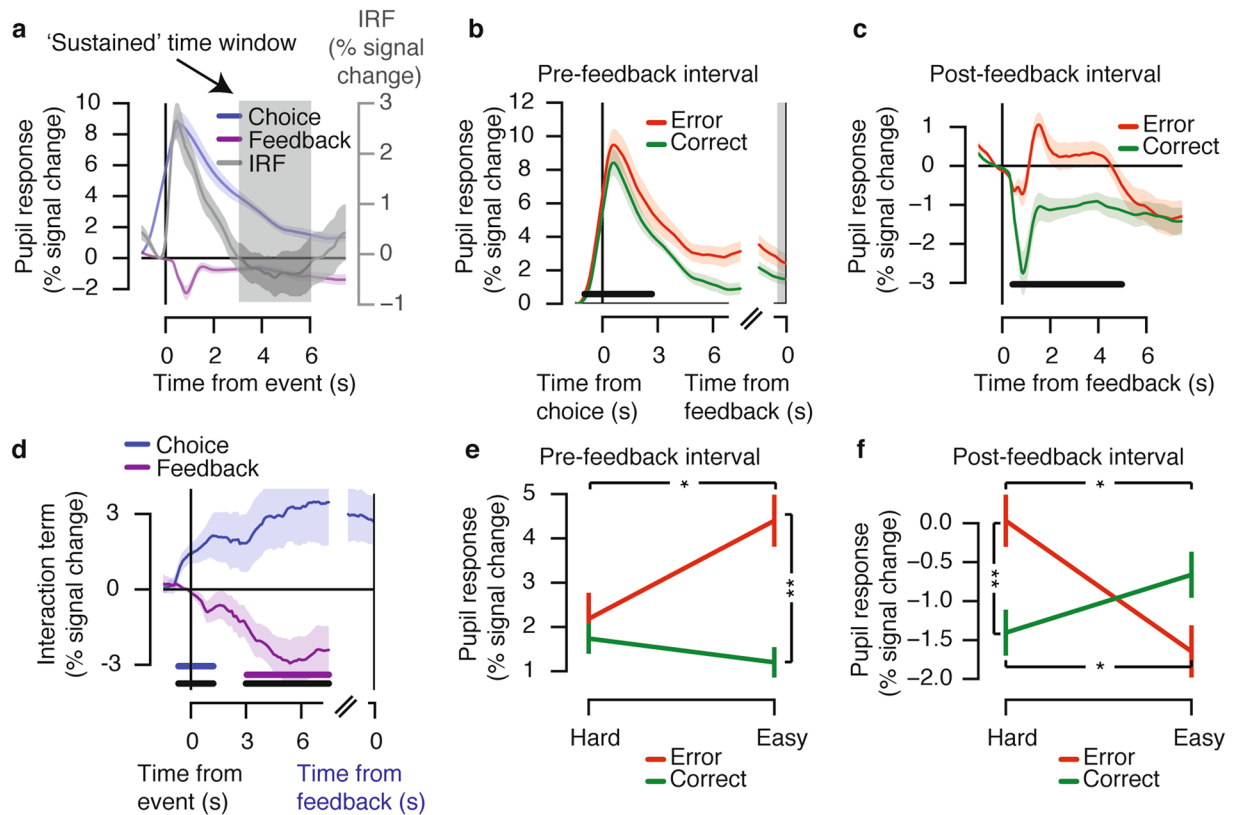 a
'Sustained' time window
IRF
(% signal
change)
Pupil response
(% signal change)
10
8
6
4
2
0
−2
3
2
1
0
−1
Choice
Feedback
IRF
0 2 4 6
Time from event (s)
b
Pre-feedback interval
Pupil response
(% signal change)
12
10
8
6
4
2
0
Error
Correct
0 3 6 0
Time from
choice (s)
Time from
feedback (s)
c
Post-feedback interval
Pupil response
(% signal change)
1
0
−1
−2
−3
Error
Correct
0 2 4 6
Time from feedback (s)
d
Choice
Feedback
Interaction term
(% signal change)
3
0
-3
0 3 6 0
Time from
event (s)
Time from
feedback (s)
e
Pre-feedback interval
Pupil response
(% signal change)
5
4
3
2
1
*
**
Hard Easy
Error
Correct
f
Post-feedback interval
Pupil response
(% signal change)
0.0
−0.5
−1.0
−1.5
−2.0
*
**
*
Hard Easy
Error
Correct